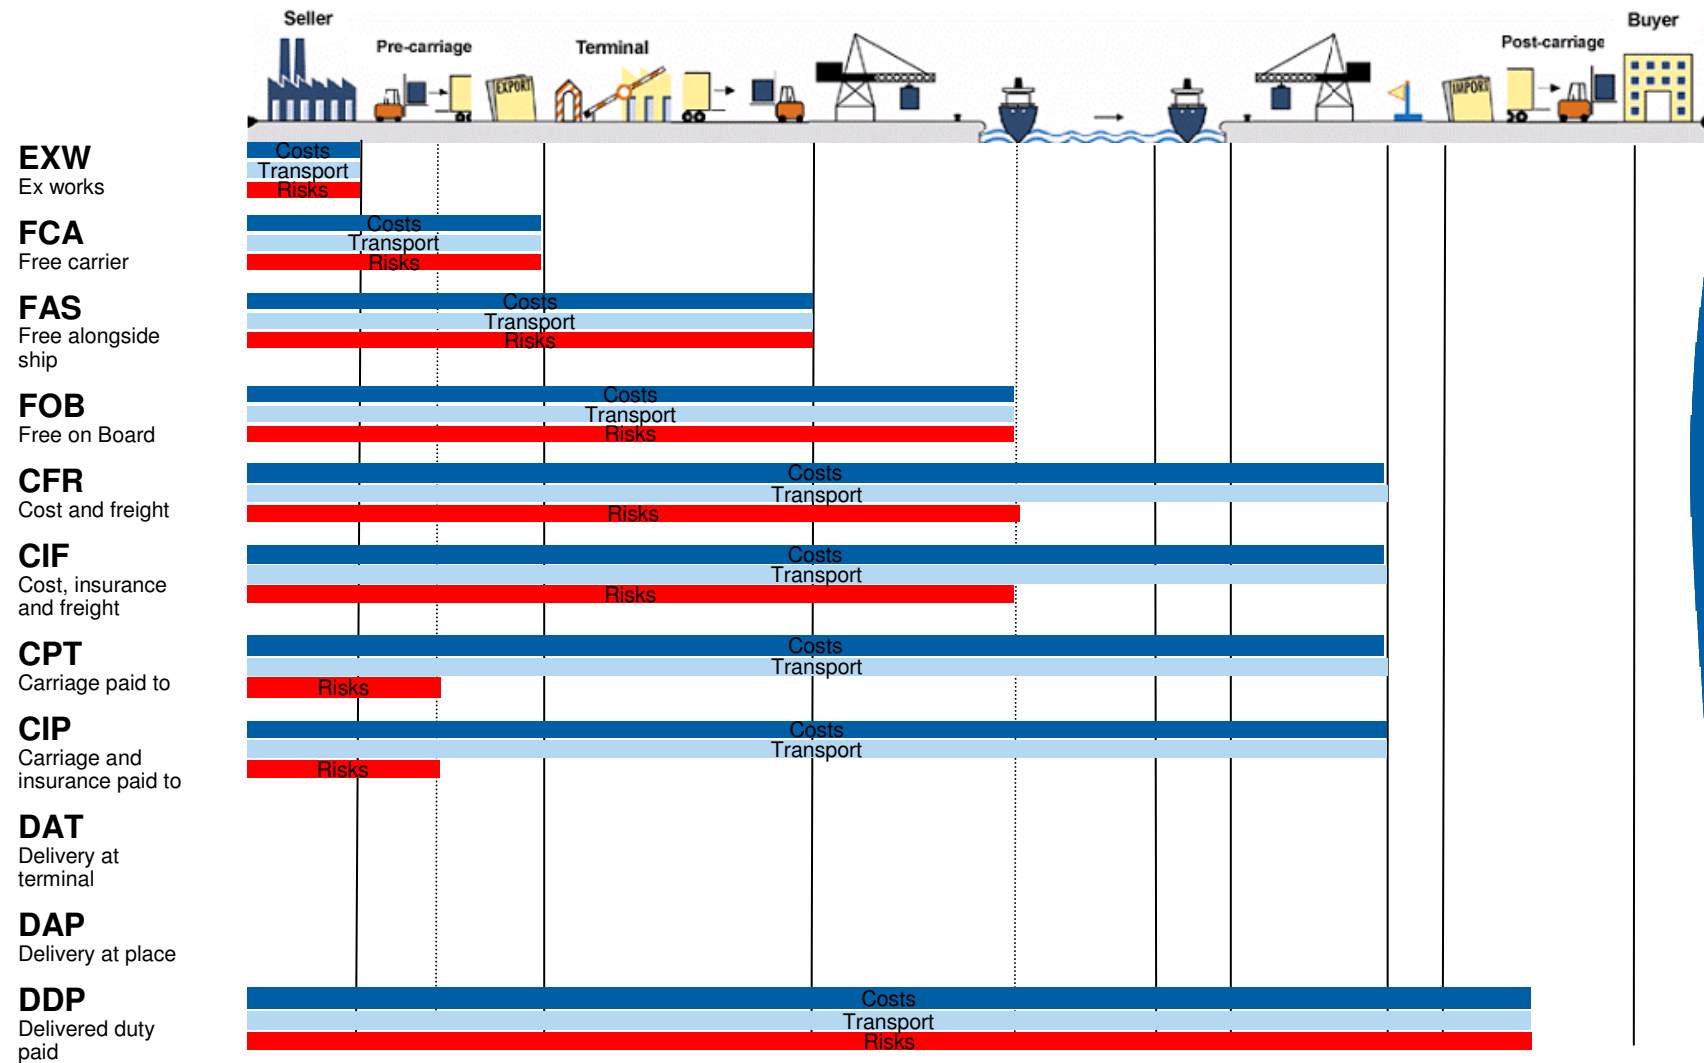 Seller
Buyer
Pre-carriage
Terminal
Post-carriage
EXPORT
IMPORT
EXW
Ex works
Costs
Transport
Risks
FCA
Free carrier
Costs
Transport
Risks
FAS
Free alongside
ship
Costs
Transport
Risks
FOB
Free on Board
Costs
Transport
Risks
CFR
Cost and freight
Costs
Transport
Risks
CIF
Cost, insurance
and freight
Costs
Transport
Risks
CPT
Carriage paid to
Costs
Transport
Risks
CIP
Carriage and
insurance paid to
Costs
Transport
Risks
DAT
Delivery at
terminal
DAP
Delivery at place
DDP
Delivered duty
paid
Costs
Transport
Risks